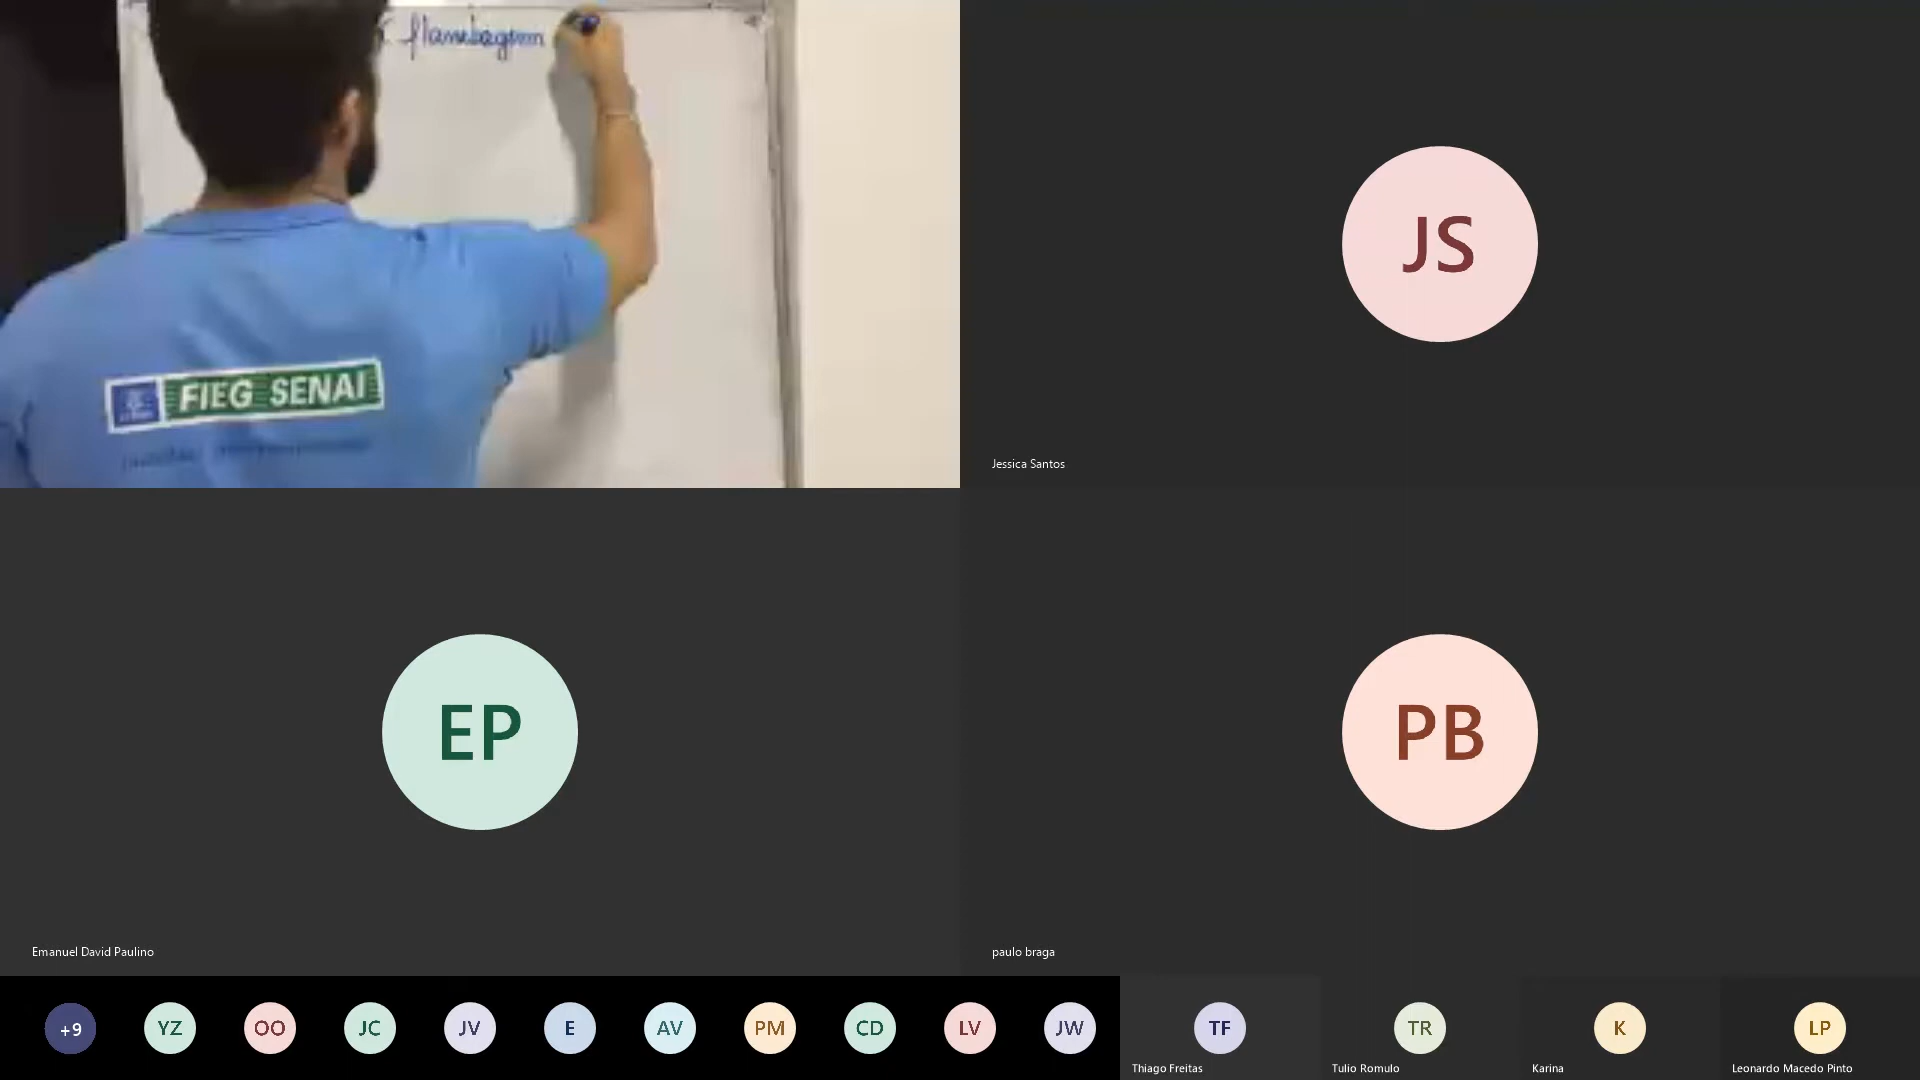 flambagem
FIEG SENAI
JS
Jessica Santos
EP
Emanuel David Paulino
PB
paulo braga
+9
YZ
OO
JC
JV
E
AV
PM
CD
LV
JW
TF
Thiago Freitas
TR
Tulio Romulo
K
Karina
LP
Leonardo Macedo Pinto